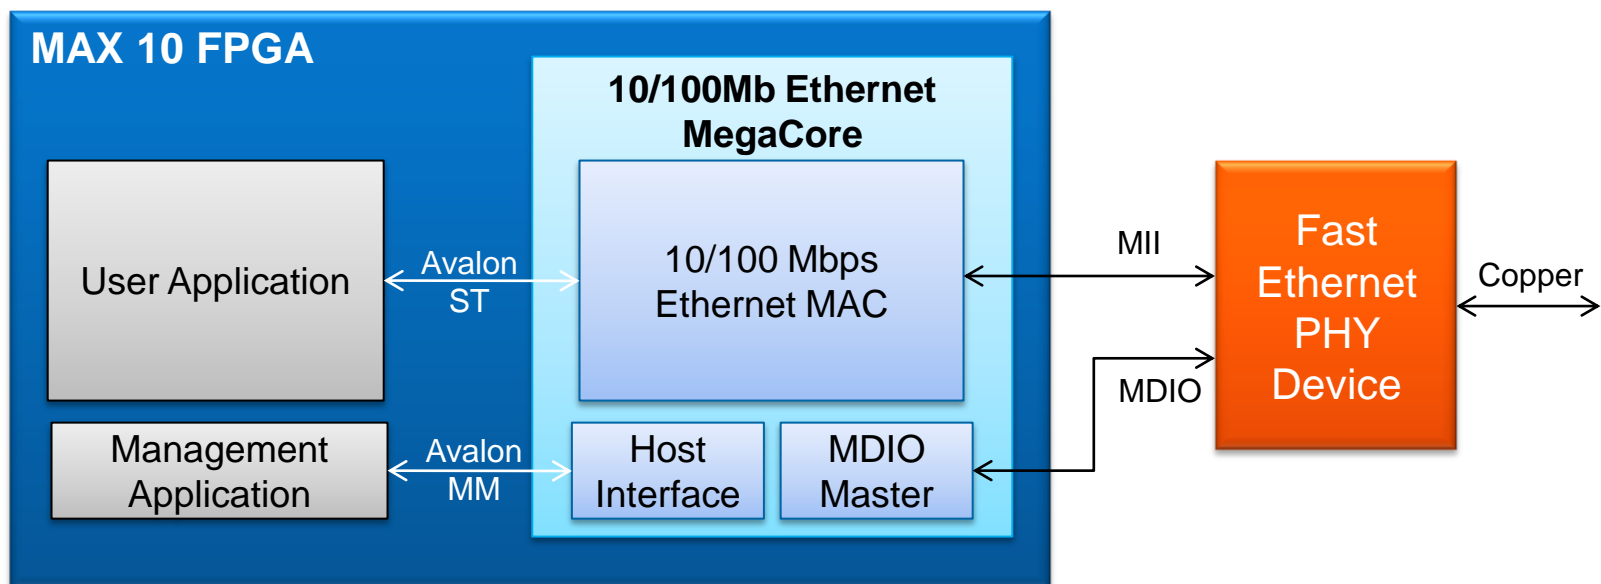 MAX 10 FPGA
10/100Mb Ethernet
MegaCore
User Application
Avalon
ST
10/100 Mbps
Ethernet MAC
MII
Fast
Ethernet
PHY
Device
Copper
MDIO
Management
Application
Avalon
MM
Host
Interface
MDIO
Master